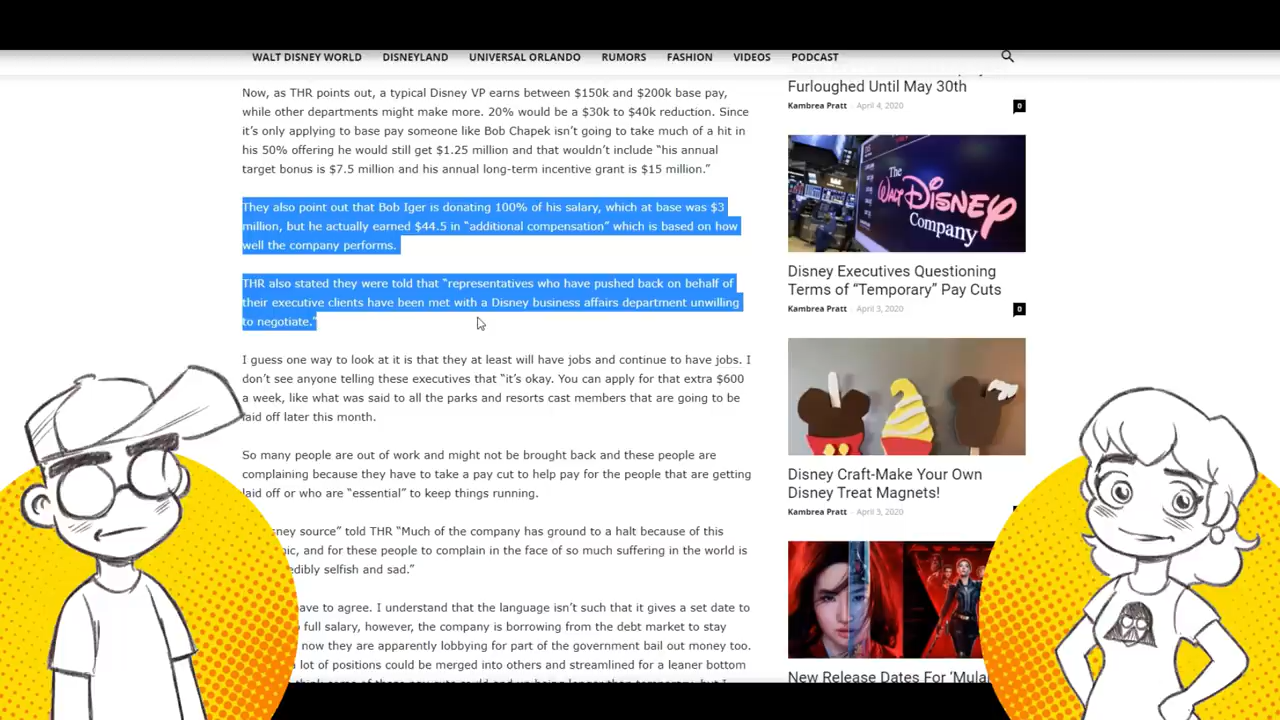 WALT DISNEY WORLD DISNEYLAND UNIVERSAL ORLANDO RUMORS FASHION VIDEOS PODCAST
Now, as THR points out, a typical Disney VP earns between $150k and $200k base pay,
while other departments might make more. 20% would be a $30k to $40k reduction. Since
it's only applying to base pay someone like Bob Chapek isn't going to take much of a hit in
his 50% offering he would still get $1.25 million and that wouldn't include "his annual
target bonus is $7.5 million and his annual long-term incentive grant is $15 million."
They also point out that Bob Iger is donating 100% of his salary, which at base was $3
million, but he actually earned $44.5 in "additional compensation" which is based on how
well the company performs.
THR also stated they were told that "representatives who have pushed back on behalf of
their executive clients have been met with a Disney business affairs department unwilling
to negotiate."
I guess one way to look at it is that they at least will have jobs and continue to have jobs. I
don't see anyone telling these executives that "it's okay. You can apply for that extra $600
a week, like what was said to all the parks and resorts cast members that are going to be
laid off later this month.
So many people are out of work and might not be brought back and these people are
complaining because they have to take a pay cut to help pay for the people that are getting
laid off or who are "essential" to keep things running.
source" told THR "Much of the company has ground to a halt because of this
and for these people to complain in the face of so much suffering in the world is
selfish and sad."
have to agree. I understand that the language isn't such that it gives a set date to
full salary, however, the company is borrowing from the debt market to stay
now they are apparently lobbying for part of the government bail out money too.
lot of positions could be merged into others and streamlined for a leaner bottom
Furloughed Until May 30th
Kambrea Pratt - April 4, 2020 0
The
WALT DISNEY
Company
Disney Executives Questioning
Terms of "Temporary" Pay Cuts
Kambrea Pratt - April 3, 2020 0
Disney Craft-Make Your Own
Disney Treat Magnets!
Kambrea Pratt - April 3, 2020
New Release Dates For 'Mulan